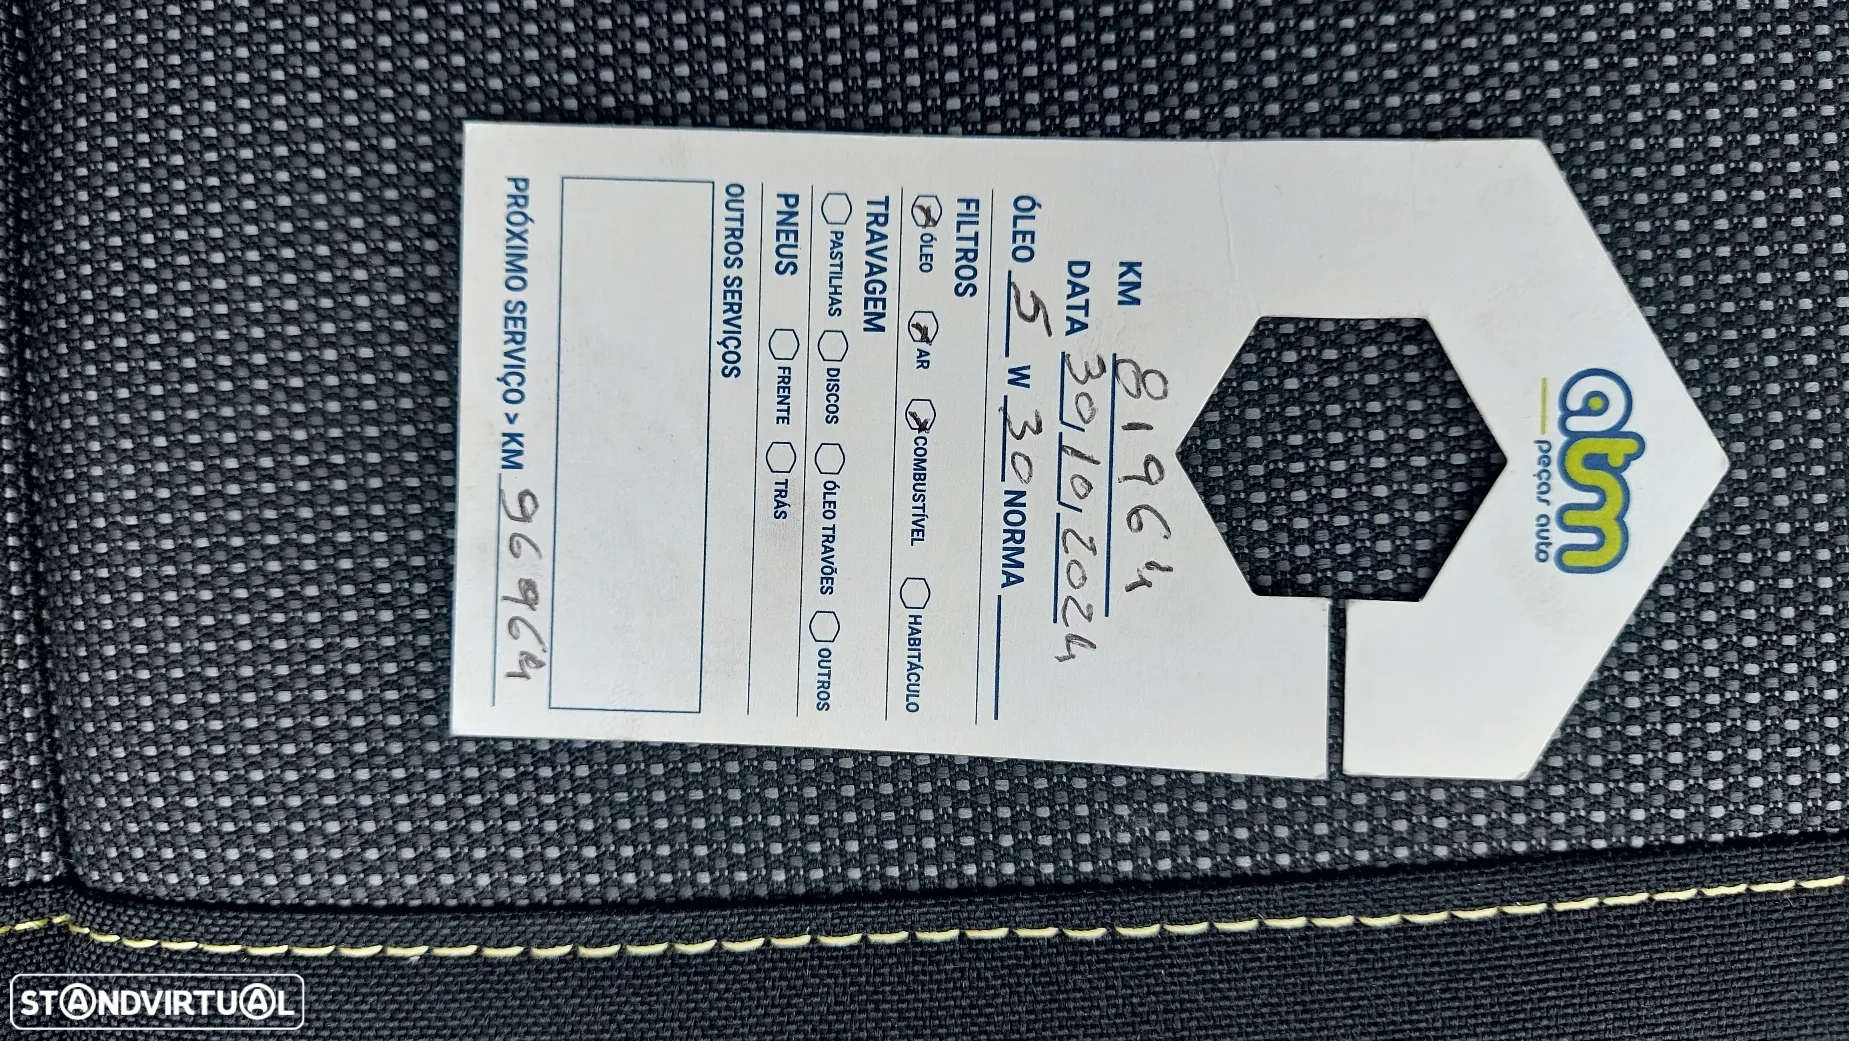 atm
peças auto
KM 81964
DATA 30,10,2024
ÓLEO 5 W 30 NORMA
FILTROS
ÓLEO AR COMBUSTÍVEL HABITÁCULO
TRAVAGEM
PASTILHAS DISCOS ÓLEO TRAVÕES OUTROS
PNEUS FRENTE TRÁS
OUTROS SERVIÇOS
PRÓXIMO SERVIÇO > KM 96964
STANDVIRTUAL